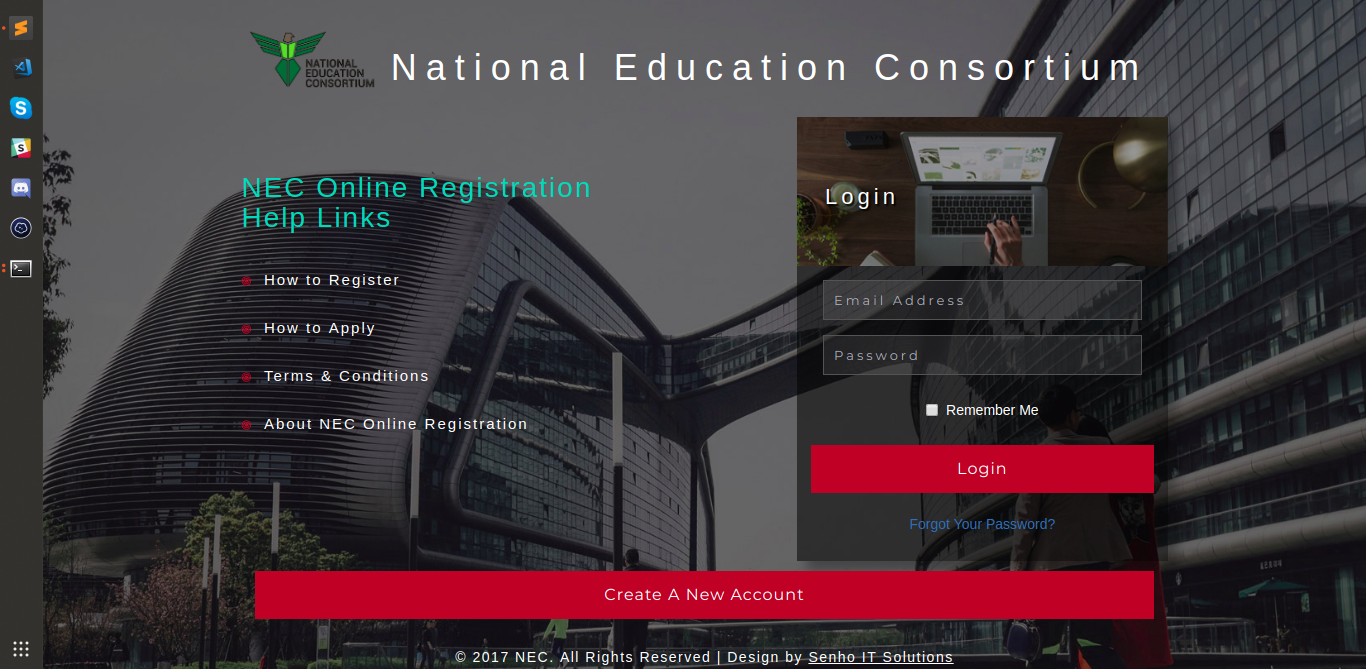 NATIONAL
EDUCATION
CONSORTIUM
National Education Consortium
NEC Online Registration
Help Links
How to Register
How to Apply
Terms & Conditions
About NEC Online Registration
Login
Email Address
Password
Remember Me
Login
Forgot Your Password?
Create A New Account
© 2017 NEC. All Rights Reserved | Design by Senho IT Solutions